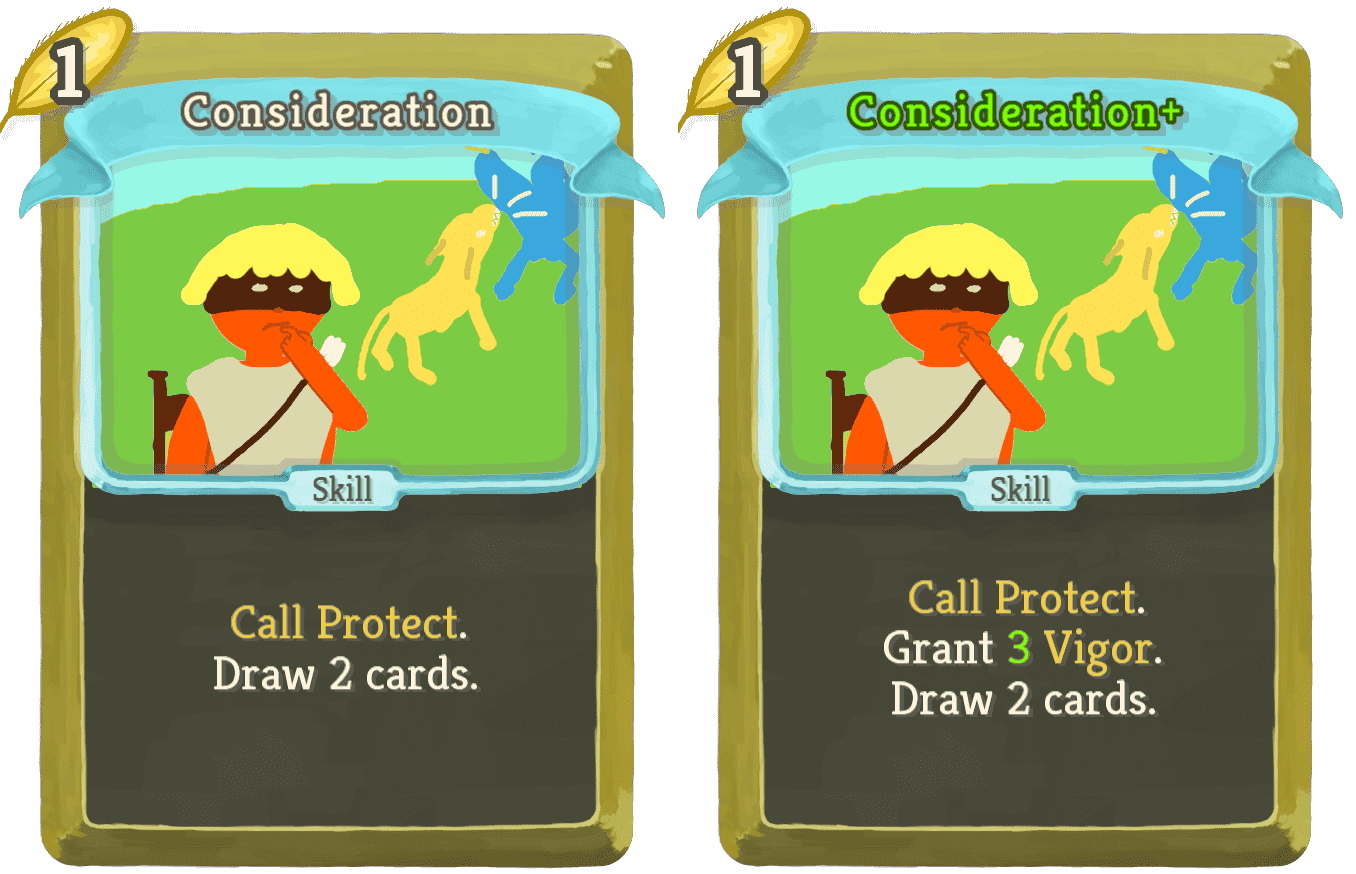 1
Consideration
Skill
Call Protect.
Draw 2 cards.
1
Consideration+
Skill
Call Protect.
Grant 3 Vigor.
Draw 2 cards.